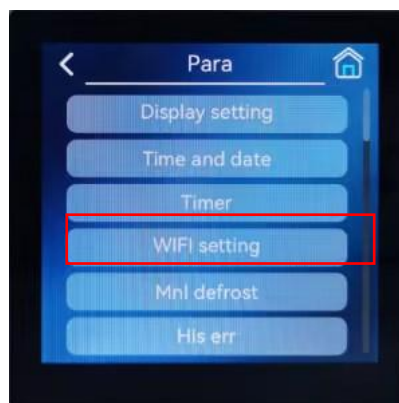 Para
Display setting
Time and date
Timer
WIFI setting
Mnl defrost
His err